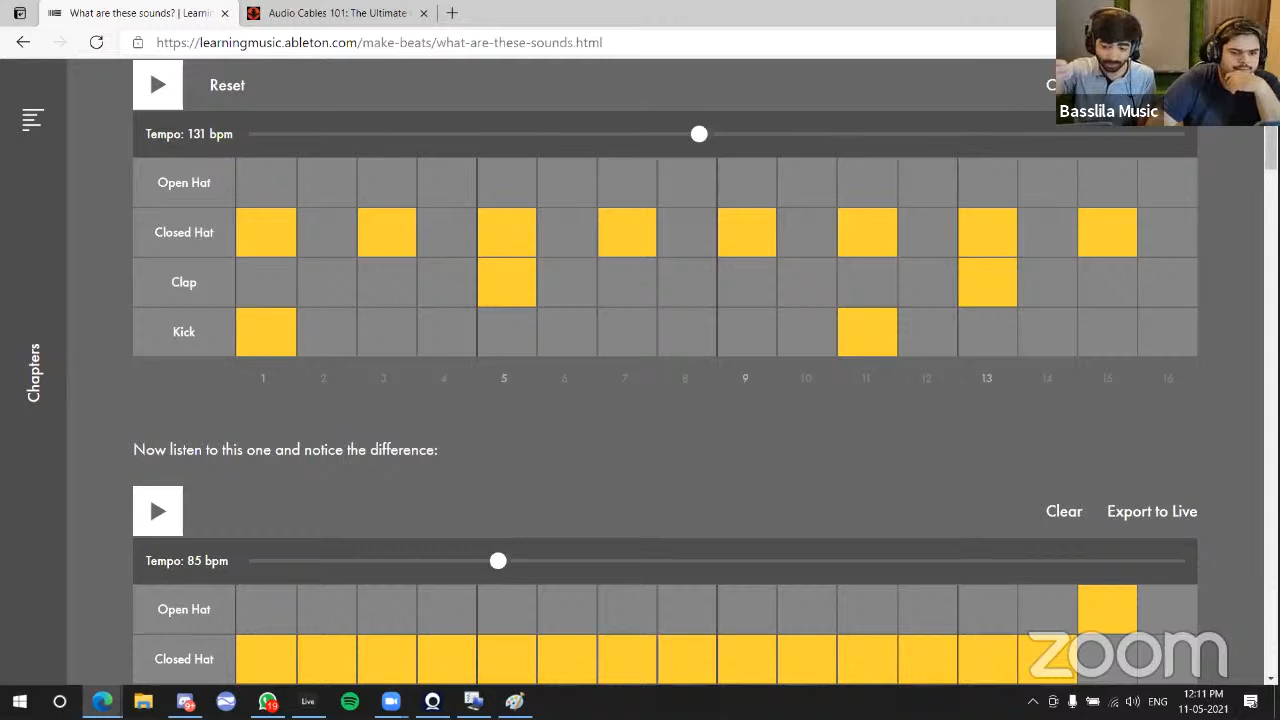 What are these sounds? | Learnin
Audio Cables 101: The Ultimate
https://learningmusic.ableton.com/make-beats/what-are-these-sounds.html
Reset
Basslila Music
Tempo: 131 bpm
Open Hat
Closed Hat
Clap
Kick
1 2 3 4 5 6 7 8 9 10 11 12 13 14 15 16
Chapters
Now listen to this one and notice the difference:
Clear Export to Live
Tempo: 85 bpm
Open Hat
Closed Hat
zoom
Live
19
ENG
12:11 PM
11-05-2021